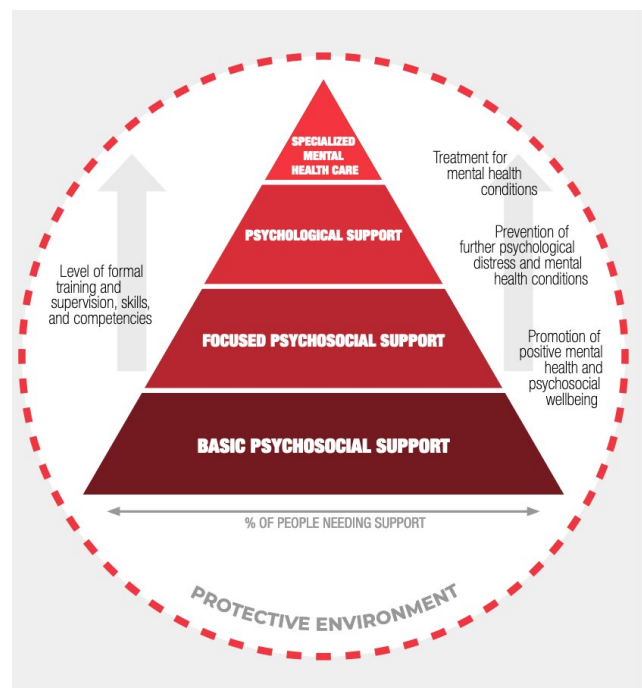 SPECIALIZED
MENTAL
HEALTH CARE
Treatment for
mental health
conditions
PSYCHOLOGICAL SUPPORT
Prevention of
further psychological
distress and mental
health conditions
Level of formal
training and
supervision, skills,
and competencies
FOCUSED PSYCHOSOCIAL SUPPORT
Promotion of
positive mental
health and
psychosocial
wellbeing
BASIC PSYCHOSOCIAL SUPPORT
% OF PEOPLE NEEDING SUPPORT
PROTECTIVE ENVIRONMENT